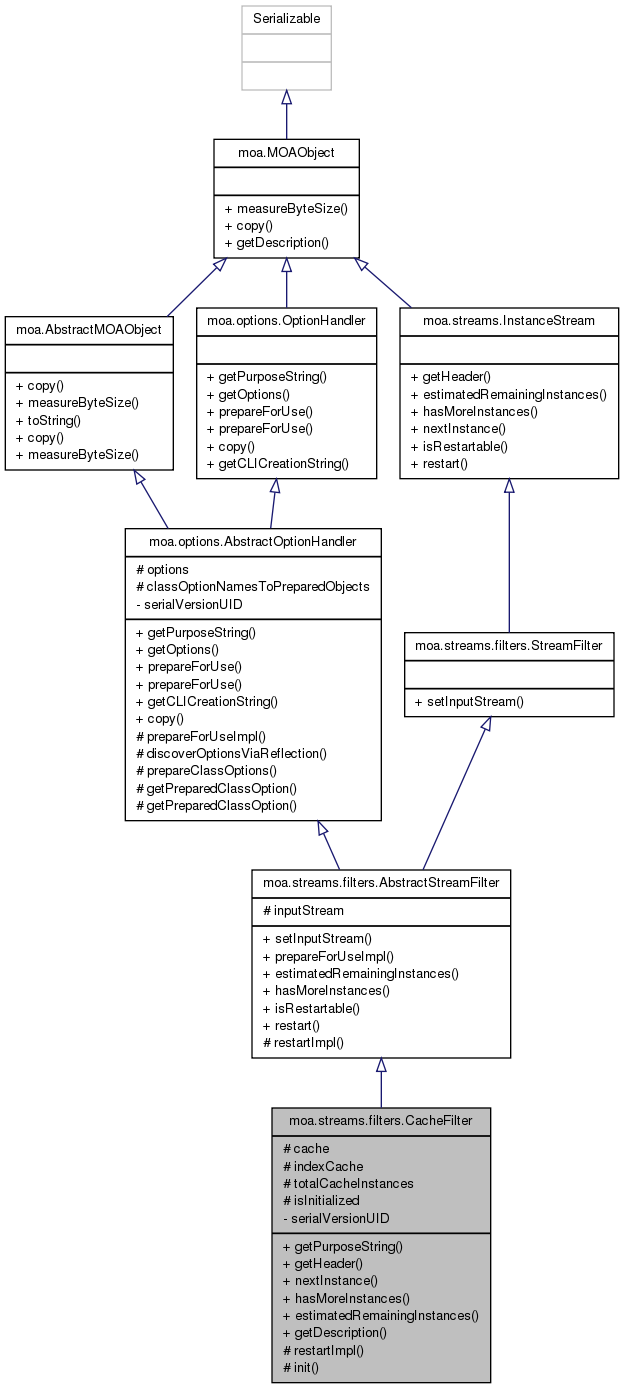 Serializable
moa.MOAObject
+ measureByteSize()
+ copy()
+ getDescription()
moa.AbstractMOAObject
+ copy()
+ measureByteSize()
+ toString()
+ copy()
+ measureByteSize()
moa.options.OptionHandler
+ getPurposeString()
+ getOptions()
+ prepareForUse()
+ prepareForUse()
+ copy()
+ getCLICreationString()
moa.streams.InstanceStream
+ getHeader()
+ estimatedRemainingInstances()
+ hasMoreInstances()
+ nextInstance()
+ isRestartable()
+ restart()
moa.options.AbstractOptionHandler
# options
# classOptionNamesToPreparedObjects
- serialVersionUID
+ getPurposeString()
+ getOptions()
+ prepareForUse()
+ prepareForUse()
+ getCLICreationString()
+ copy()
# prepareForUseImpl()
# discoverOptionsViaReflection()
# prepareClassOptions()
# getPreparedClassOption()
# getPreparedClassOption()
moa.streams.filters.StreamFilter
+ setInputStream()
moa.streams.filters.AbstractStreamFilter
# inputStream
+ setInputStream()
+ prepareForUseImpl()
+ estimatedRemainingInstances()
+ hasMoreInstances()
+ isRestartable()
+ restart()
# restartImpl()
moa.streams.filters.CacheFilter
# cache
# indexCache
# totalCacheInstances
# isInitialized
- serialVersionUID
+ getPurposeString()
+ getHeader()
+ nextInstance()
+ hasMoreInstances()
+ estimatedRemainingInstances()
+ getDescription()
# restartImpl()
# init()